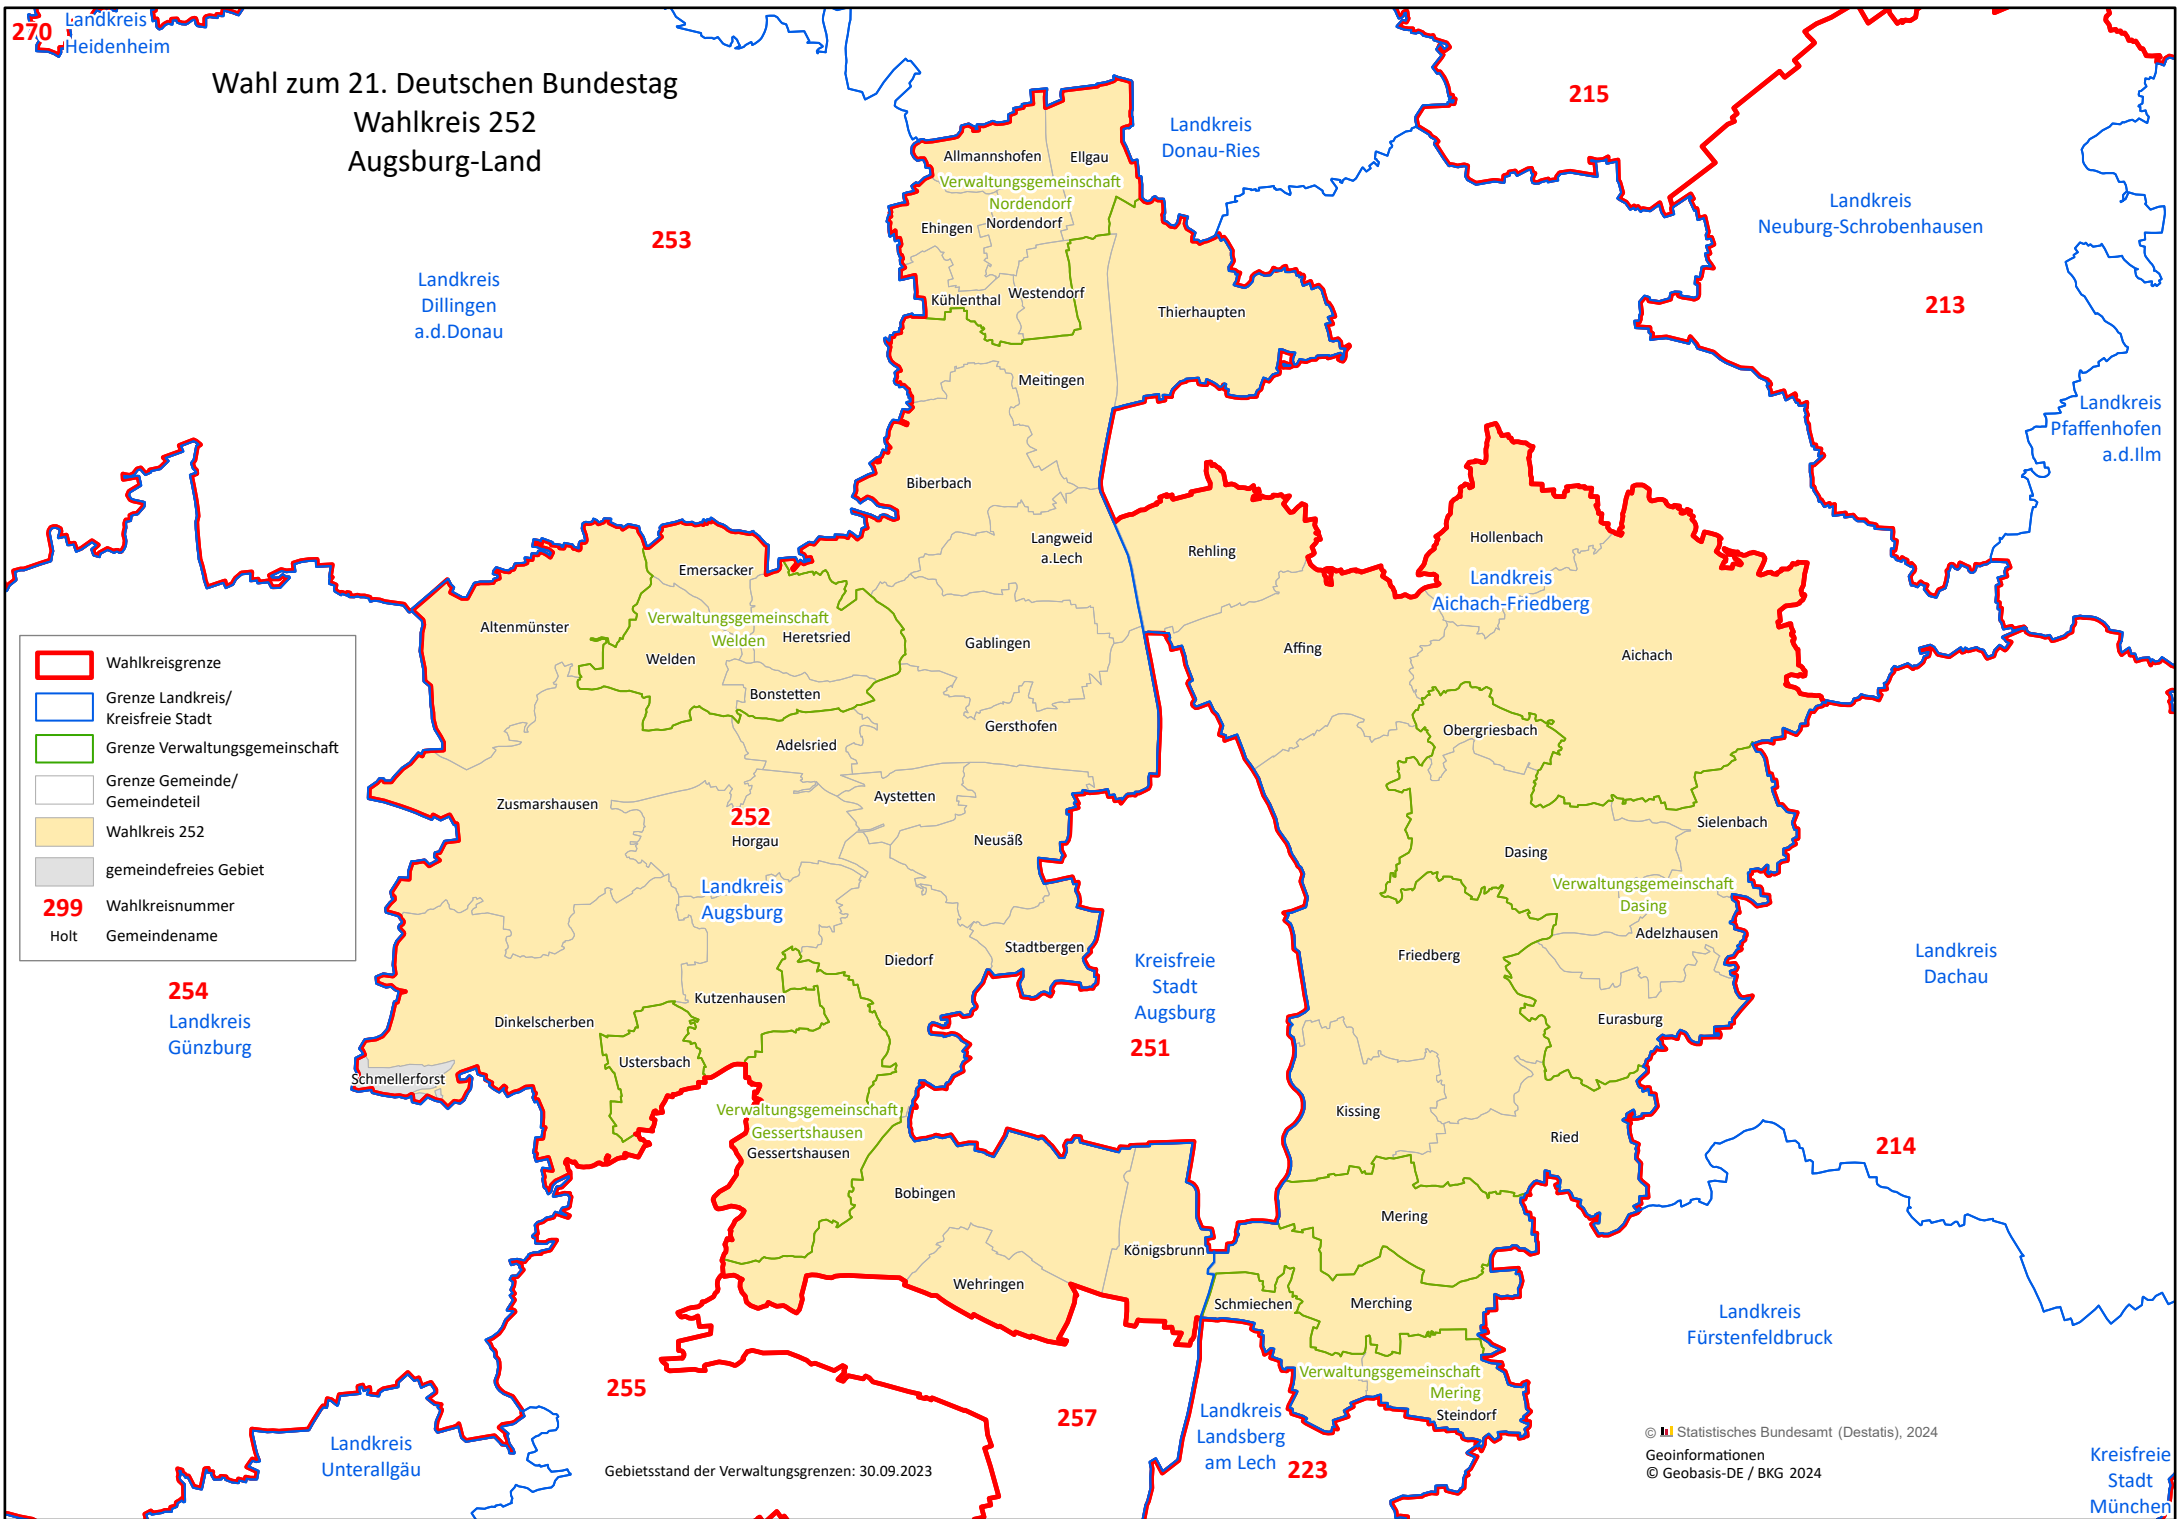 Wahl zum 21. Deutschen Bundestag
Wahlkreis 252
Augsburg-Land
270
Landkreis
Heidenheim
215
Landkreis
Donau-Ries
Landkreis
Neuburg-Schrobenhausen
213
253
Landkreis
Dillingen
a.d.Donau
Landkreis
Pfaffenhofen
a.d.Ilm
Allmannshofen
Ellgau
Verwaltungsgemeinschaft
Nordendorf
Ehingen
Nordendorf
Kühlenthal
Westendorf
Thierhaupten
Meitingen
Biberbach
Langweid
a.Lech
Rehling
Hollenbach
Landkreis
Aichach-Friedberg
Emersacker
Altenmünster
Verwaltungsgemeinschaft
Welden
Heretsried
Welden
Bonstetten
Gablingen
Affing
Aichach
Gersthofen
Adelsried
Obergriesbach
Zusmarshausen
Aystetten
252
Horgau
Neusäß
Sielenbach
Dasing
Verwaltungsgemeinschaft
Dasing
Landkreis
Augsburg
Adelzhausen
Stadtbergen
Diedorf
Friedberg
Kreisfreie
Stadt
Augsburg
251
Landkreis
Dachau
Kutzenhausen
Dinkelscherben
Eurasburg
Ustersbach
Schmellerforst
Verwaltungsgemeinschaft
Gessertshausen
Gessertshausen
Kissing
Ried
214
Bobingen
Mering
Königsbrunn
Wehringen
Schmiechen
Merching
Landkreis
Fürstenfeldbruck
Verwaltungsgemeinschaft
Mering
Steindorf
255
257
Landkreis
Landsberg
am Lech
223
Landkreis
Unterallgäu
254
Landkreis
Günzburg
Kreisfreie
Stadt
München
Wahlkreisgrenze
Grenze Landkreis/
Kreisfreie Stadt
Grenze Verwaltungsgemeinschaft
Grenze Gemeinde/
Gemeindeteil
Wahlkreis 252
gemeindefreies Gebiet
299 Wahlkreisnummer
Holt Gemeindename
Gebietsstand der Verwaltungsgrenzen: 30.09.2023
© Statistisches Bundesamt (Destatis), 2024
Geoinformationen
© Geobasis-DE / BKG 2024